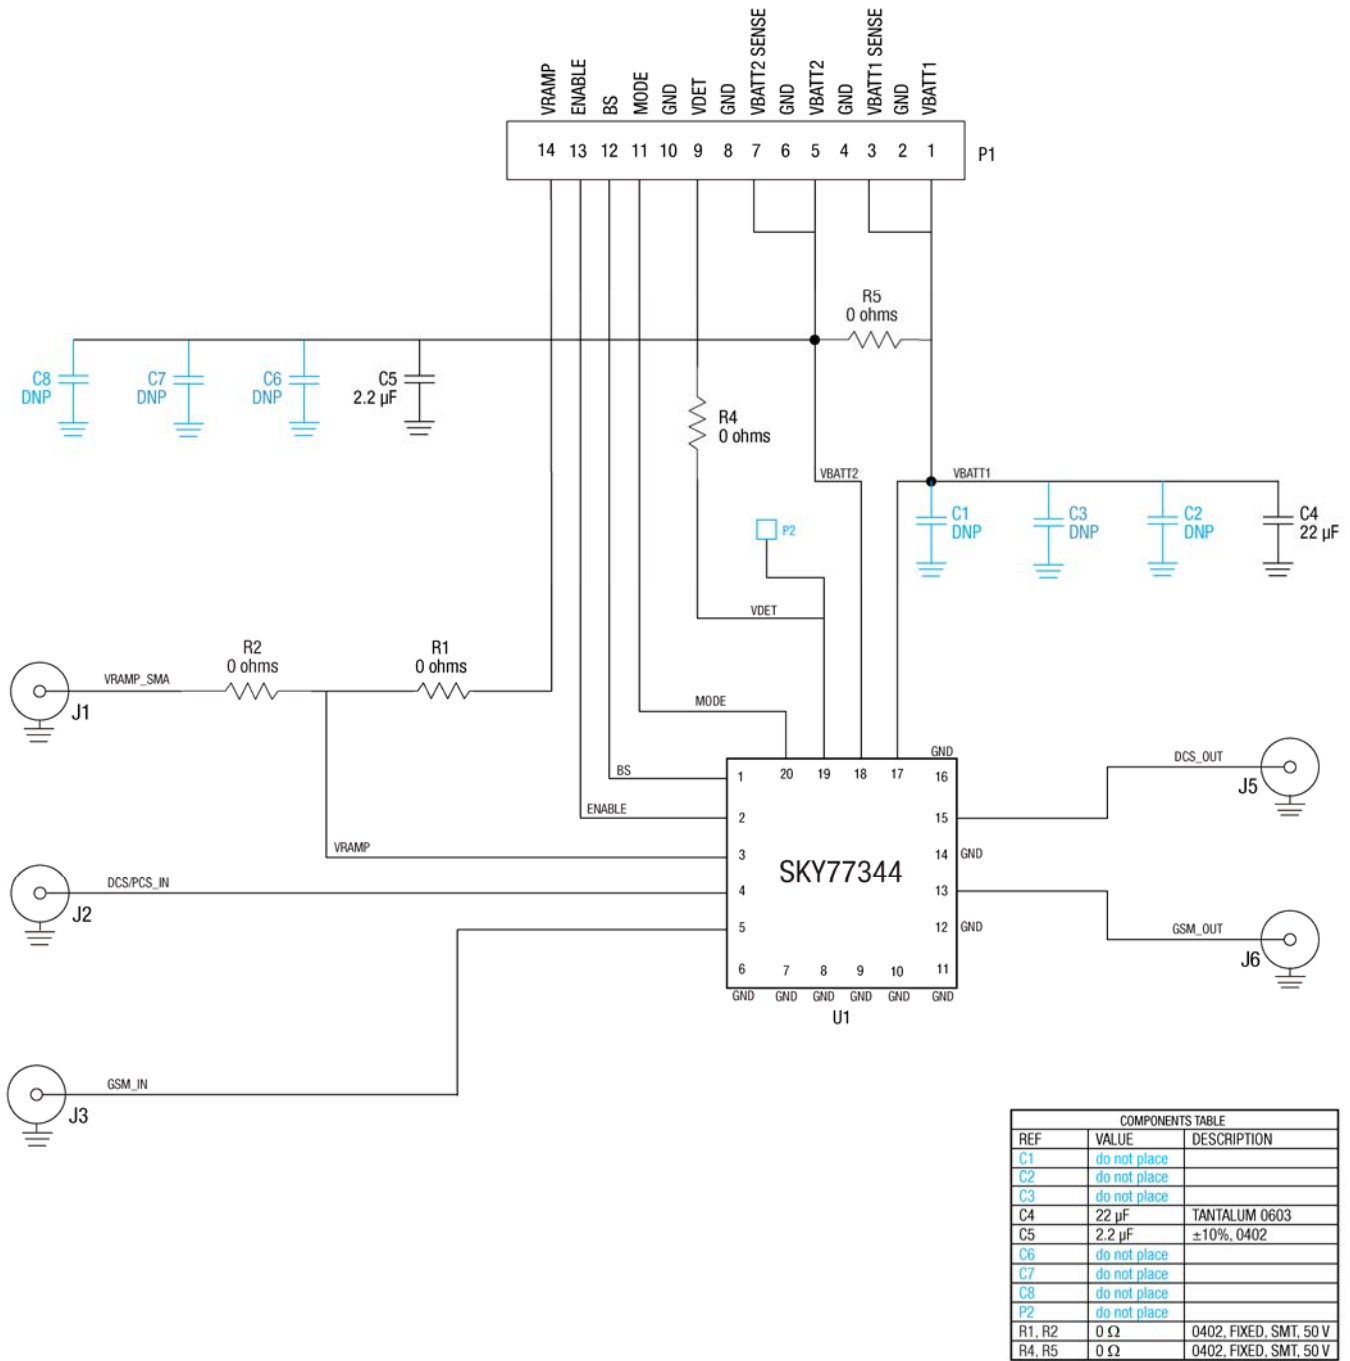 VRAMP
ENABLE
BS
MODE
GND
VDET
GND
VBATT2 SENSE
GND
VBATT2
GND
VBATT1 SENSE
GND
VBATT1
14 13 12 11 10 9 8 7 6 5 4 3 2 1
P1
R5
0 ohms
C8
DNP
C7
DNP
C6
DNP
C5
2.2 µF
R4
0 ohms
VBATT2
VBATT1
P2
C1
DNP
C3
DNP
C2
DNP
C4
22 µF
VDET
R2
0 ohms
R1
0 ohms
VRAMP_SMA
J1
MODE
GND
DCS_OUT
J5
BS
1 20 19 18 17 16
ENABLE
2 15
VRAMP
3 14 GND
SKY77344
DCS/PCS_IN
J2
4 13
5 12 GND
GSM_OUT
J6
6 7 8 9 10 11
GND GND GND GND GND GND
U1
GSM_IN
J3
COMPONENTS TABLE
REF VALUE DESCRIPTION
C1 do not place
C2 do not place
C3 do not place
C4 22 µF TANTALUM 0603
C5 2.2 µF ±10%, 0402
C6 do not place
C7 do not place
C8 do not place
P2 do not place
R1, R2 0 Ω 0402, FIXED, SMT, 50 V
R4, R5 0 Ω 0402, FIXED, SMT, 50 V